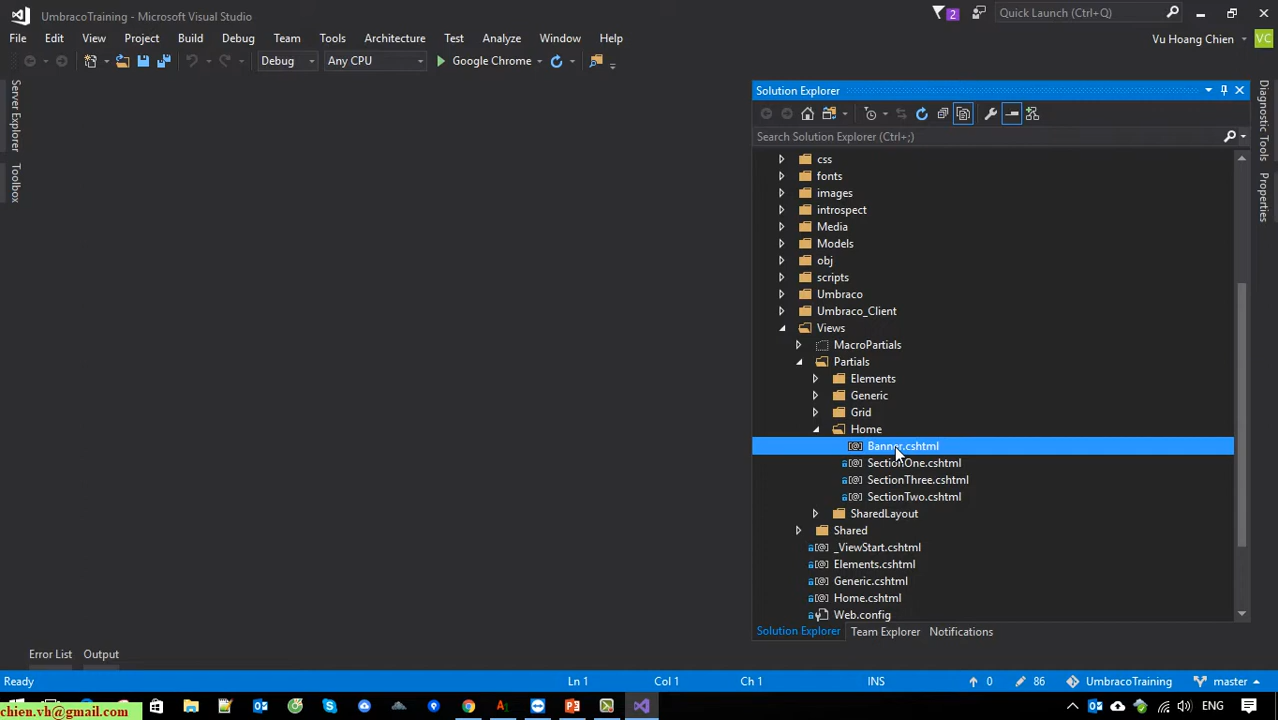 UmbracoTraining - Microsoft Visual Studio
2
Quick Launch (Ctrl+Q)
File Edit View Project Build Debug Team Tools Architecture Test Analyze Window Help
Vu Hoang Chien VC
Debug Any CPU Google Chrome
Server Explorer
Toolbox
Solution Explorer
Search Solution Explorer (Ctrl+;)
css
fonts
images
introspect
Media
Models
obj
scripts
Umbraco
Umbraco_Client
Views
MacroPartials
Partials
Elements
Generic
Grid
Home
Banner.cshtml
SectionOne.cshtml
SectionThree.cshtml
SectionTwo.cshtml
SharedLayout
Shared
_ViewStart.cshtml
Elements.cshtml
Generic.cshtml
Home.cshtml
Web.config
Diagnostic Tools
Properties
Solution Explorer Team Explorer Notifications
Error List Output
Ready Ln 1 Col 1 Ch 1 INS 0 86 UmbracoTraining master
chien.vh@gmail.com
ENG